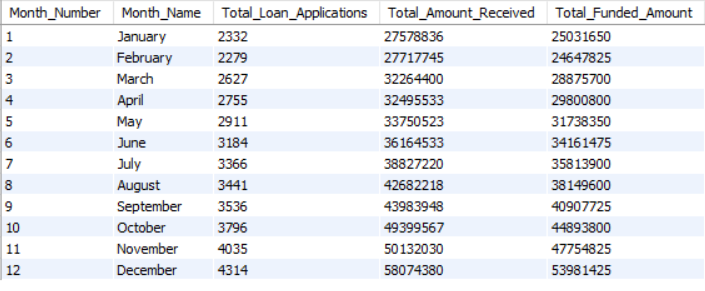 Month_Number Month_Name Total_Loan_Applications Total_Amount_Received Total_Funded_Amount
1 January 2332 27578836 25031650
2 February 2279 27717745 24647825
3 March 2627 32264400 28875700
4 April 2755 32495533 29800800
5 May 2911 33750523 31738350
6 June 3184 36164533 34161475
7 July 3366 38827220 35813900
8 August 3441 42682218 38149600
9 September 3536 43983948 40907725
10 October 3796 49399567 44893800
11 November 4035 50132030 47754825
12 December 4314 58074380 53981425